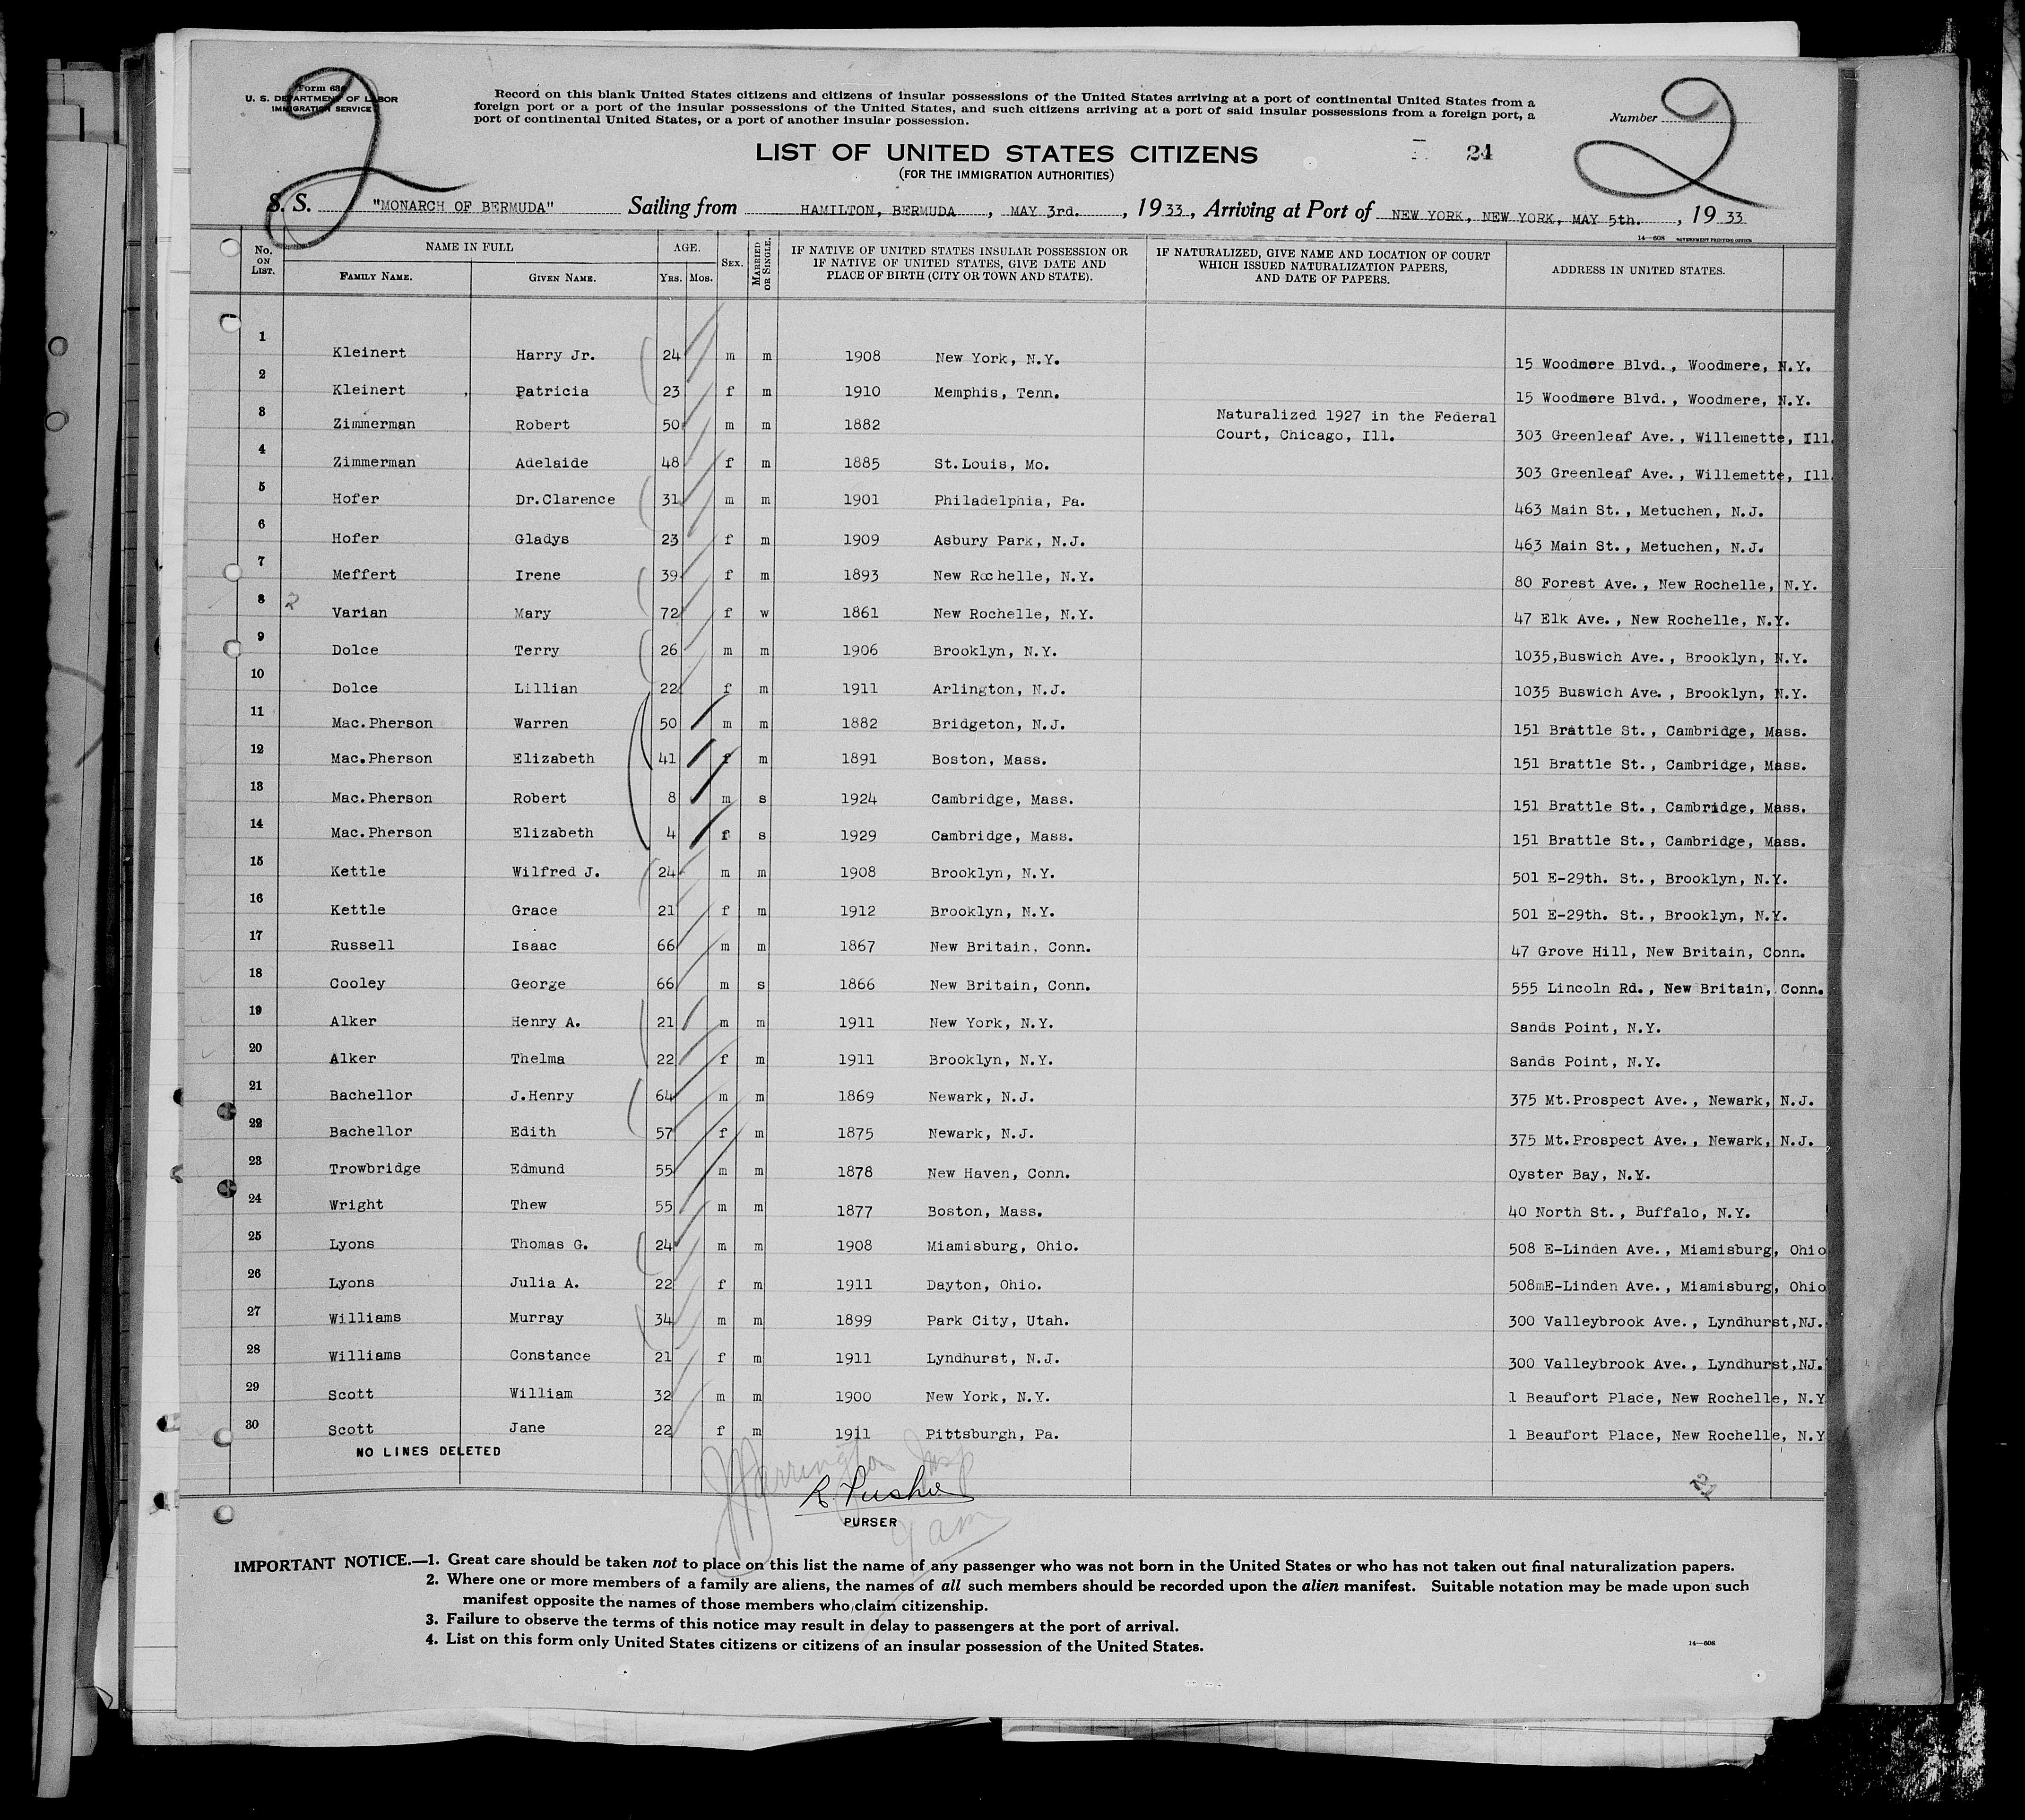 Form 630
U. S. DEPARTMENT OF LABOR
IMMIGRATION SERVICE
2
Record on this blank United States citizens and citizens of insular possessions of the United States arriving at a port of continental United States from a
foreign port or a port of the insular possessions of the United States, and such citizens arriving at a port of said insular possessions from a foreign port, a
port of continental United States, or a port of another insular possession.
Number
2
LIST OF UNITED STATES CITIZENS
24
(FOR THE IMMIGRATION AUTHORITIES)
S. S. "MONARCH OF BERMUDA" Sailing from HAMILTON, BERMUDA, MAY 3rd., 1933, Arriving at Port of NEW YORK, NEW YORK, MAY 5th., 1933
14—608 GOVERNMENT PRINTING OFFICE
No. ON LIST. NAME IN FULL FAMILY NAME. GIVEN NAME. AGE. YRS. MOS. SEX. MARRIED OR SINGLE. IF NATIVE OF UNITED STATES INSULAR POSSESSION OR IF NATIVE OF UNITED STATES, GIVE DATE AND PLACE OF BIRTH (CITY OR TOWN AND STATE). IF NATURALIZED, GIVE NAME AND LOCATION OF COURT WHICH ISSUED NATURALIZATION PAPERS, AND DATE OF PAPERS. ADDRESS IN UNITED STATES.
1 Kleinert Harry Jr. 24 m m 1908 New York, N.Y. 15 Woodmere Blvd., Woodmere, N.Y.
2 Kleinert , Patricia 23 f m 1910 Memphis, Tenn. 15 Woodmere Blvd., Woodmere, N.Y.
3 Zimmerman Robert 50 m m 1882 Naturalized 1927 in the Federal Court, Chicago, Ill. 303 Greenleaf Ave., Willemette, Ill.
4 Zimmerman Adelaide 48 f m 1885 St.Louis, Mo. 303 Greenleaf Ave., Willemette, Ill.
5 Hofer Dr.Clarence 31 m m 1901 Philadelphia, Pa. 463 Main St., Metuchen, N.J.
6 Hofer Gladys 23 f m 1909 Asbury Park, N.J. 463 Main St., Metuchen, N.J.
7 Meffert Irene 39 f m 1893 New Rochelle, N.Y. 80 Forest Ave., New Rochelle, N.Y.
8 2 Varian Mary 72 f w 1861 New Rochelle, N.Y. 47 Elk Ave., New Rochelle, N.Y.
9 Dolce Terry 26 m m 1906 Brooklyn, N.Y. 1035,Buswich Ave., Brooklyn, N.Y.
10 Dolce Lillian 22 f m 1911 Arlington, N.J. 1035 Buswich Ave., Brooklyn, N.Y.
11 Mac.Pherson Warren 50 m m 1882 Bridgeton, N.J. 151 Brattle St., Cambridge, Mass.
12 Mac.Pherson Elizabeth 41 f m 1891 Boston, Mass. 151 Brattle St., Cambridge, Mass.
13 Mac.Pherson Robert 8 m s 1924 Cambridge, Mass. 151 Brattle St., Cambridge, Mass.
14 Mac.Pherson Elizabeth 4 f s 1929 Cambridge, Mass. 151 Brattle St., Cambridge, Mass.
15 Kettle Wilfred J. 24 m m 1908 Brooklyn, N.Y. 501 E-29th. St., Brooklyn, N.Y.
16 Kettle Grace 21 f m 1912 Brooklyn, N.Y. 501 E-29th. St., Brooklyn, N.Y.
17 Russell Isaac 66 m m 1867 New Britain, Conn. 47 Grove Hill, New Britain, Conn.
18 Cooley George 66 m s 1866 New Britain, Conn. 555 Lincoln Rd., New Britain, Conn.
19 Alker Henry A. 21 m m 1911 New York, N.Y. Sands Point, N.Y.
20 Alker Thelma 22 f m 1911 Brooklyn, N.Y. Sands Point, N.Y.
21 Bachellor J.Henry 64 m m 1869 Newark, N.J. 375 Mt.Prospect Ave., Newark, N.J.
22 Bachellor Edith 57 f m 1875 Newark, N.J. 375 Mt.Prospect Ave., Newark, N.J.
23 Trowbridge Edmund 55 m m 1878 New Haven, Conn. Oyster Bay, N.Y.
24 Wright Thew 55 m m 1877 Boston, Mass. 40 North St., Buffalo, N.Y.
25 Lyons Thomas G. 24 m m 1908 Miamisburg, Ohio. 508 E-Linden Ave., Miamisburg, Ohio
26 Lyons Julia A. 22 f m 1911 Dayton, Ohio. 508mE-Linden Ave., Miamisburg, Ohio
27 Williams Murray 34 m m 1899 Park City, Utah. 300 Valleybrook Ave., Lyndhurst,NJ.
28 Williams Constance 21 f m 1911 Lyndhurst, N.J. 300 Valleybrook Ave., Lyndhurst,NJ.
29 Scott William 32 m m 1900 New York, N.Y. 1 Beaufort Place, New Rochelle, N.Y
30 Scott Jane 22 f m 1911 Pittsburgh, Pa. 1 Beaufort Place, New Rochelle, N.Y
NO LINES DELETED
Insp
PURSER
IMPORTANT NOTICE.—1. Great care should be taken not to place on this list the name of any passenger who was not born in the United States or who has not taken out final naturalization papers.
2. Where one or more members of a family are aliens, the names of all such members should be recorded upon the alien manifest. Suitable notation may be made upon such
manifest opposite the names of those members who claim citizenship.
3. Failure to observe the terms of this notice may result in delay to passengers at the port of arrival.
4. List on this form only United States citizens or citizens of an insular possession of the United States.
14—608